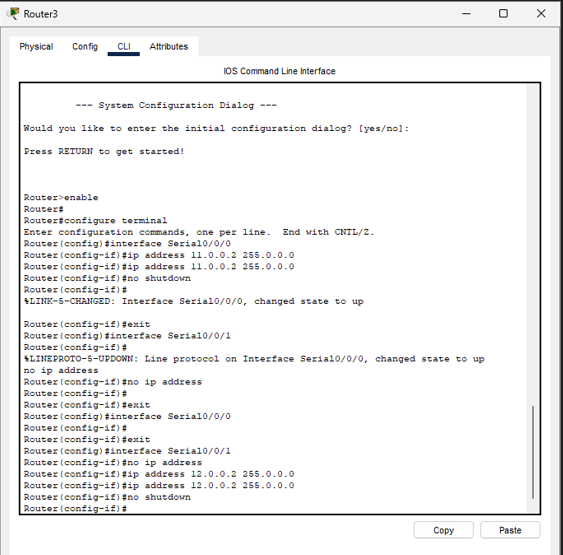 Router3
Physical Config CLI Attributes
IOS Command Line Interface
--- System Configuration Dialog ---
Would you like to enter the initial configuration dialog? [yes/no]:
Press RETURN to get started!
Router>enable
Router#
Router#configure terminal
Enter configuration commands, one per line.  End with CNTL/Z.
Router(config)#interface Serial0/0/0
Router(config-if)#ip address 11.0.0.2 255.0.0.0
Router(config-if)#ip address 11.0.0.2 255.0.0.0
Router(config-if)#no shutdown
Router(config-if)#
%LINK-5-CHANGED: Interface Serial0/0/0, changed state to up
Router(config-if)#exit
Router(config)#interface Serial0/0/1
Router(config-if)#
%LINEPROTO-5-UPDOWN: Line protocol on Interface Serial0/0/0, changed state to up
no ip address
Router(config-if)#no ip address
Router(config-if)#
Router(config-if)#exit
Router(config)#interface Serial0/0/0
Router(config-if)#
Router(config-if)#exit
Router(config)#interface Serial0/0/1
Router(config-if)#no ip address
Router(config-if)#ip address 12.0.0.2 255.0.0.0
Router(config-if)#ip address 12.0.0.2 255.0.0.0
Router(config-if)#no shutdown
Router(config-if)#
Copy Paste